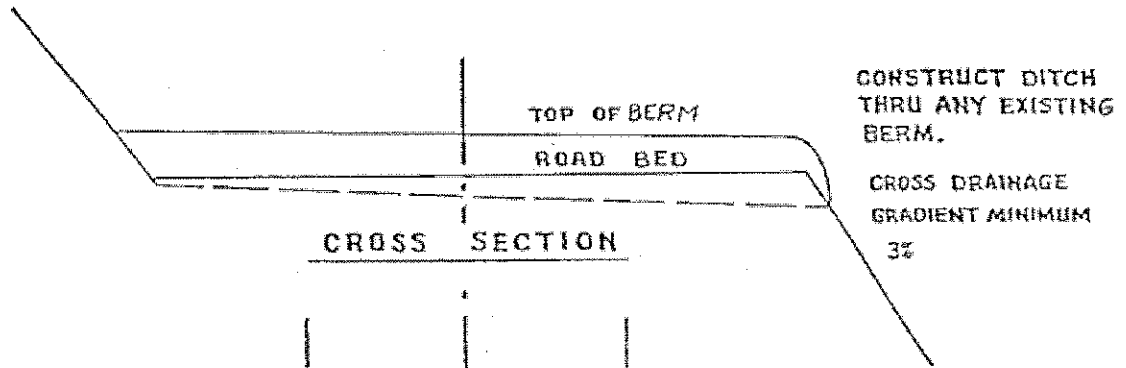 TOP OF BERM
ROAD BED
CROSS SECTION
CONSTRUCT DITCH
THRU ANY EXISTING
BERM.
CROSS DRAINAGE
GRADIENT MINIMUM
3%